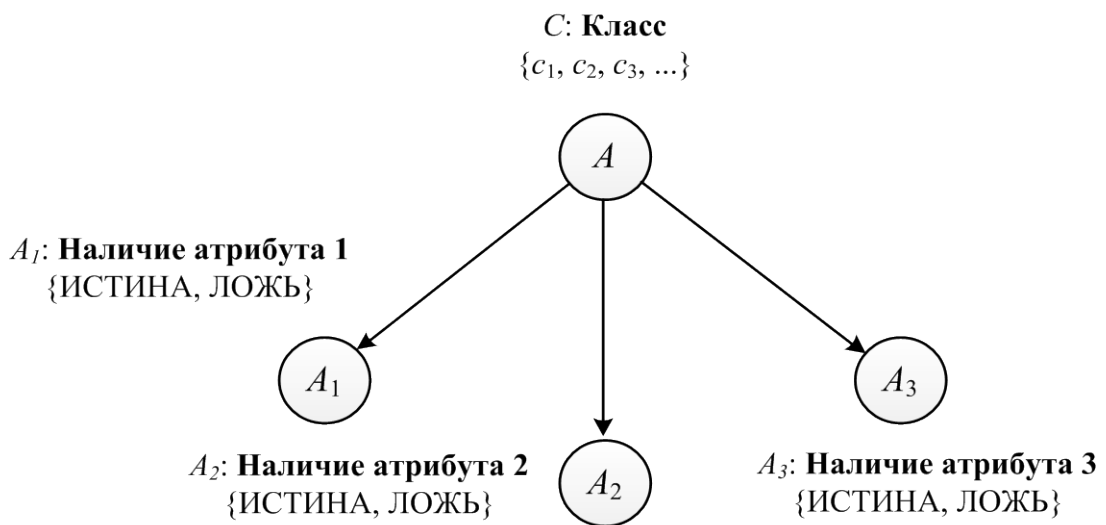 C: Класс
{c₁, c₂, c₃, ...}
A
A₁: Наличие атрибута 1
{ИСТИНА, ЛОЖЬ}
A₁
A₃
A₂: Наличие атрибута 2
{ИСТИНА, ЛОЖЬ}
A₂
A₃: Наличие атрибута 3
{ИСТИНА, ЛОЖЬ}